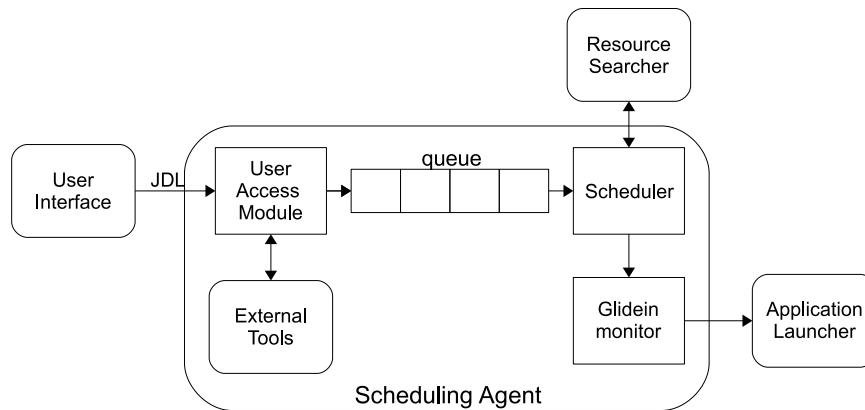 Resource
Searcher
User
Interface
JDL
User
Access
Module
queue
Scheduler
External
Tools
Glidein
monitor
Application
Launcher
Scheduling Agent